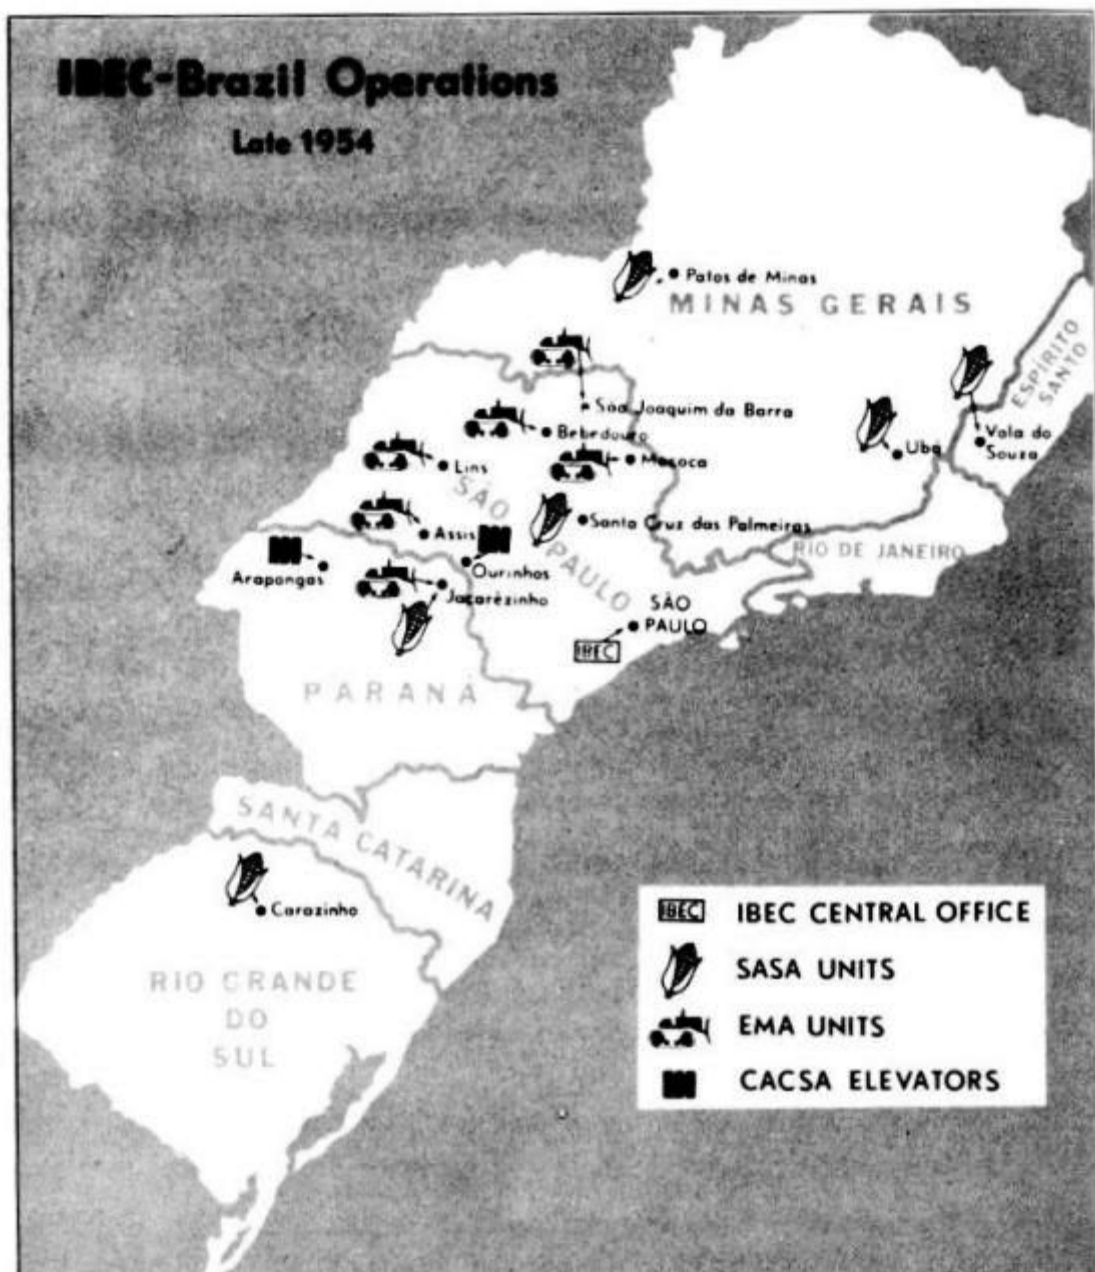 IBEC-Brazil Operations
Late 1954
Patos de Minas
MINAS GERAIS
ESPÍRITO
SANTO
São Joaquim da Barra
Bebedouro
Vala do
Souza
Ubá
Mococa
Lins
SÃO PAULO
Santa Cruz das Palmeiras
Assis
RIO DE JANEIRO
Ourinhos
Arapongas
Jacarèzinho
SÃO
PAULO
IBEC
PARANÁ
SANTA CATARINA
Carazinho
RIO GRANDE
DO
SUL
IBEC IBEC CENTRAL OFFICE
SASA UNITS
EMA UNITS
CACSA ELEVATORS